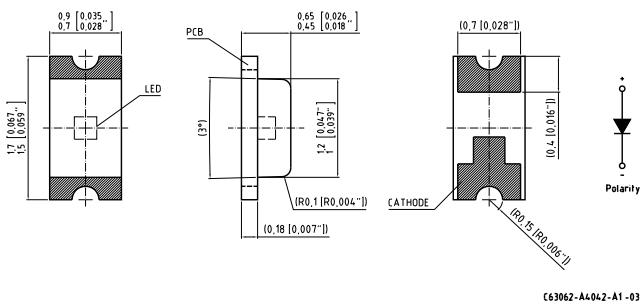 0,9 [0,035
0,7 [0,028"]
0,65 [0,026
0,45 [0,018"]
(0,7 [0,028"])
PCB
LED
1,7 [0,067
1,5 [0,059"]
(3°)
1,2 [0,047"
1 [0,039"]
(0,4 [0,016"])
+
-
Polarity
(R0,1 [R0,004"])
CATHODE
(0,18 [0,007"])
(R0,15 [R0,006"])
C63062-A4042-A1-03